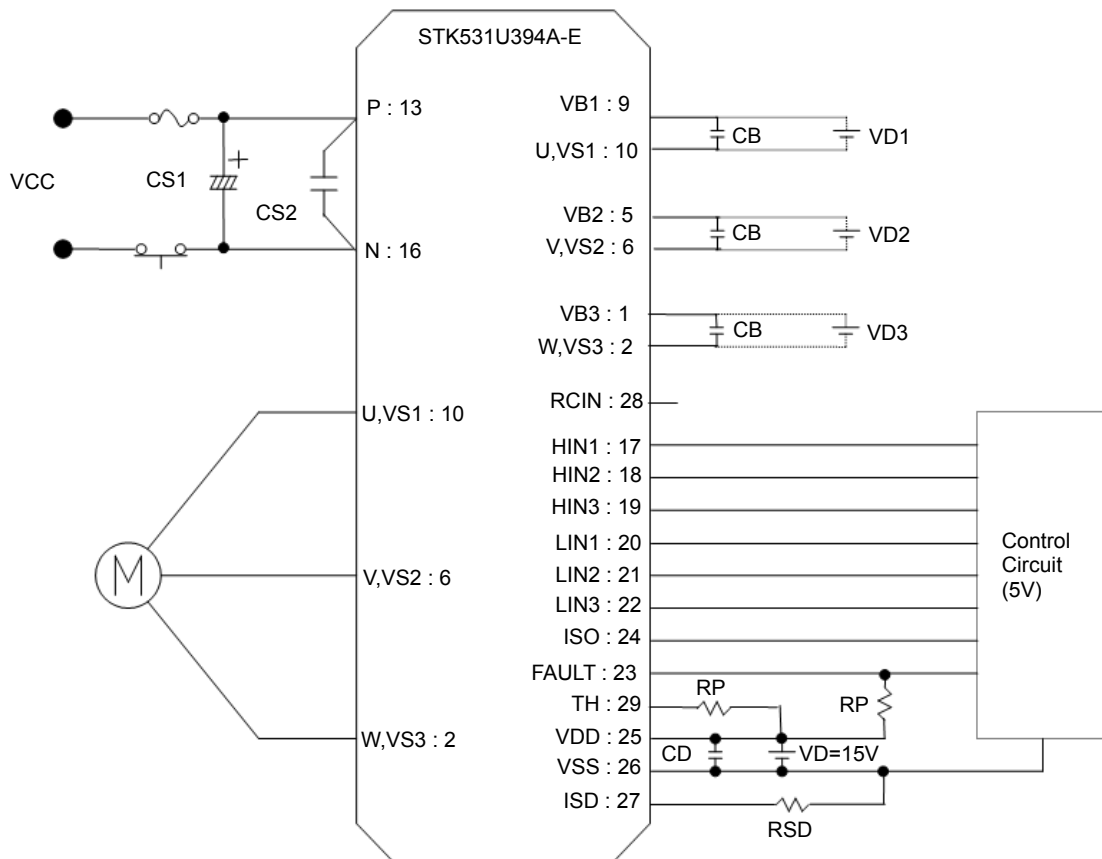 STK531U394A-E
P : 13
VCC
CS1
+
CS2
N : 16
U,VS1 : 10
M
V,VS2 : 6
W,VS3 : 2
VB1 : 9
CB
VD1
U,VS1 : 10
VB2 : 5
CB
VD2
V,VS2 : 6
VB3 : 1
CB
VD3
W,VS3 : 2
RCIN : 28
HIN1 : 17
HIN2 : 18
HIN3 : 19
LIN1 : 20
LIN2 : 21
LIN3 : 22
ISO : 24
FAULT : 23
Control
Circuit
(5V)
TH : 29
RP
RP
VDD : 25
CD
VD=15V
VSS : 26
ISD : 27
RSD